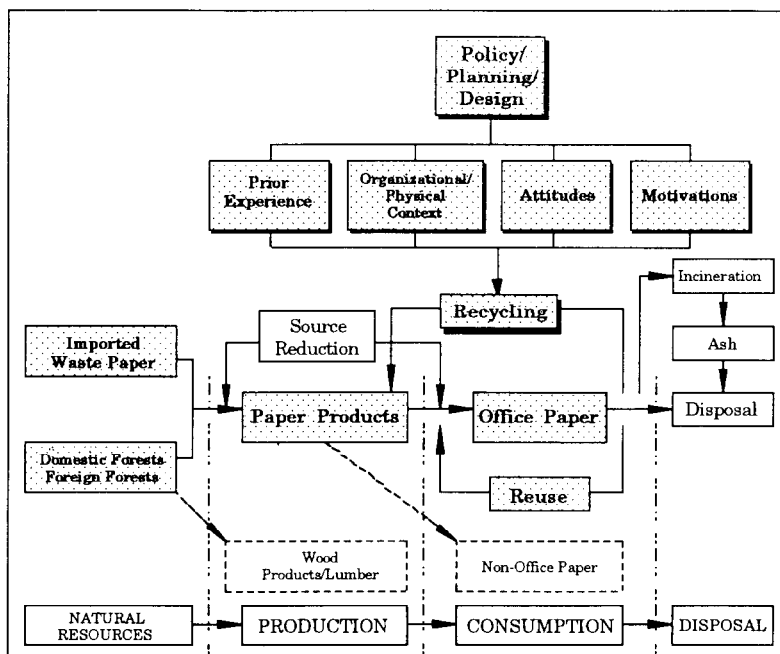 Policy/
Planning/
Design
Prior
Experience
Organizational/
Physical
Context
Attitudes
Motivations
Recycling
Incineration
Ash
Disposal
Source
Reduction
Imported
Waste Paper
Paper Products
Office Paper
Domestic Forests
Foreign Forests
Reuse
Wood
Products/Lumber
Non-Office Paper
NATURAL
RESOURCES
PRODUCTION
CONSUMPTION
DISPOSAL